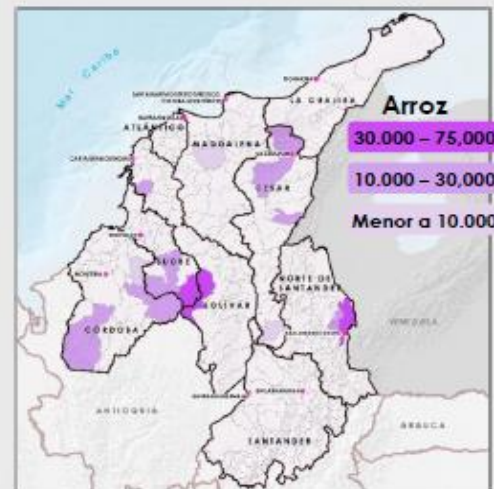 Mar Caribe
LA GUAJIRA
Arroz
30.000 – 75,000
10.000 – 30,000
Menor a 10.000
ATLÁNTICO
MAGDALENA
CESAR
SUCRE
BOLÍVAR
CÓRDOBA
NORTE DE
SANTANDER
VENEZUELA
ANTIOQUIA
ARAUCA
SANTANDER